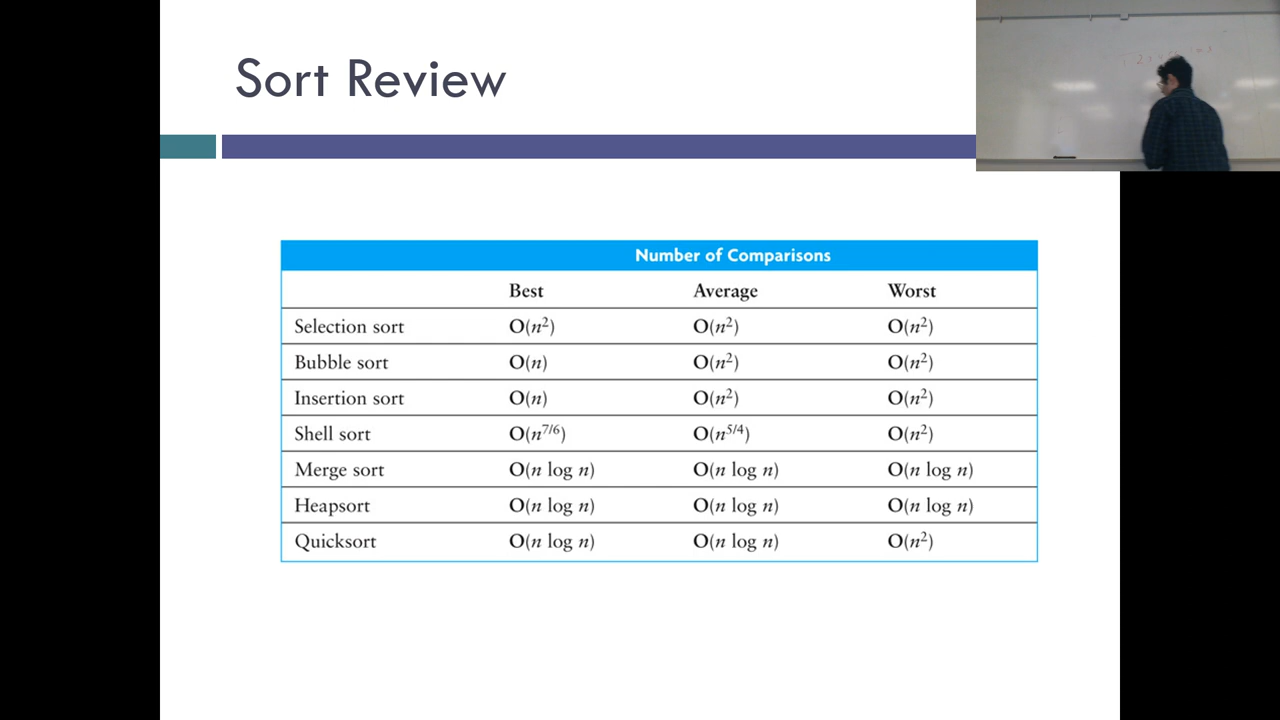 Sort Review
Number of Comparisons
Best Average Worst
Selection sort O(n²) O(n²) O(n²)
Bubble sort O(n) O(n²) O(n²)
Insertion sort O(n) O(n²) O(n²)
Shell sort O(n^7/6) O(n^5/4) O(n²)
Merge sort O(n log n) O(n log n) O(n log n)
Heapsort O(n log n) O(n log n) O(n log n)
Quicksort O(n log n) O(n log n) O(n²)